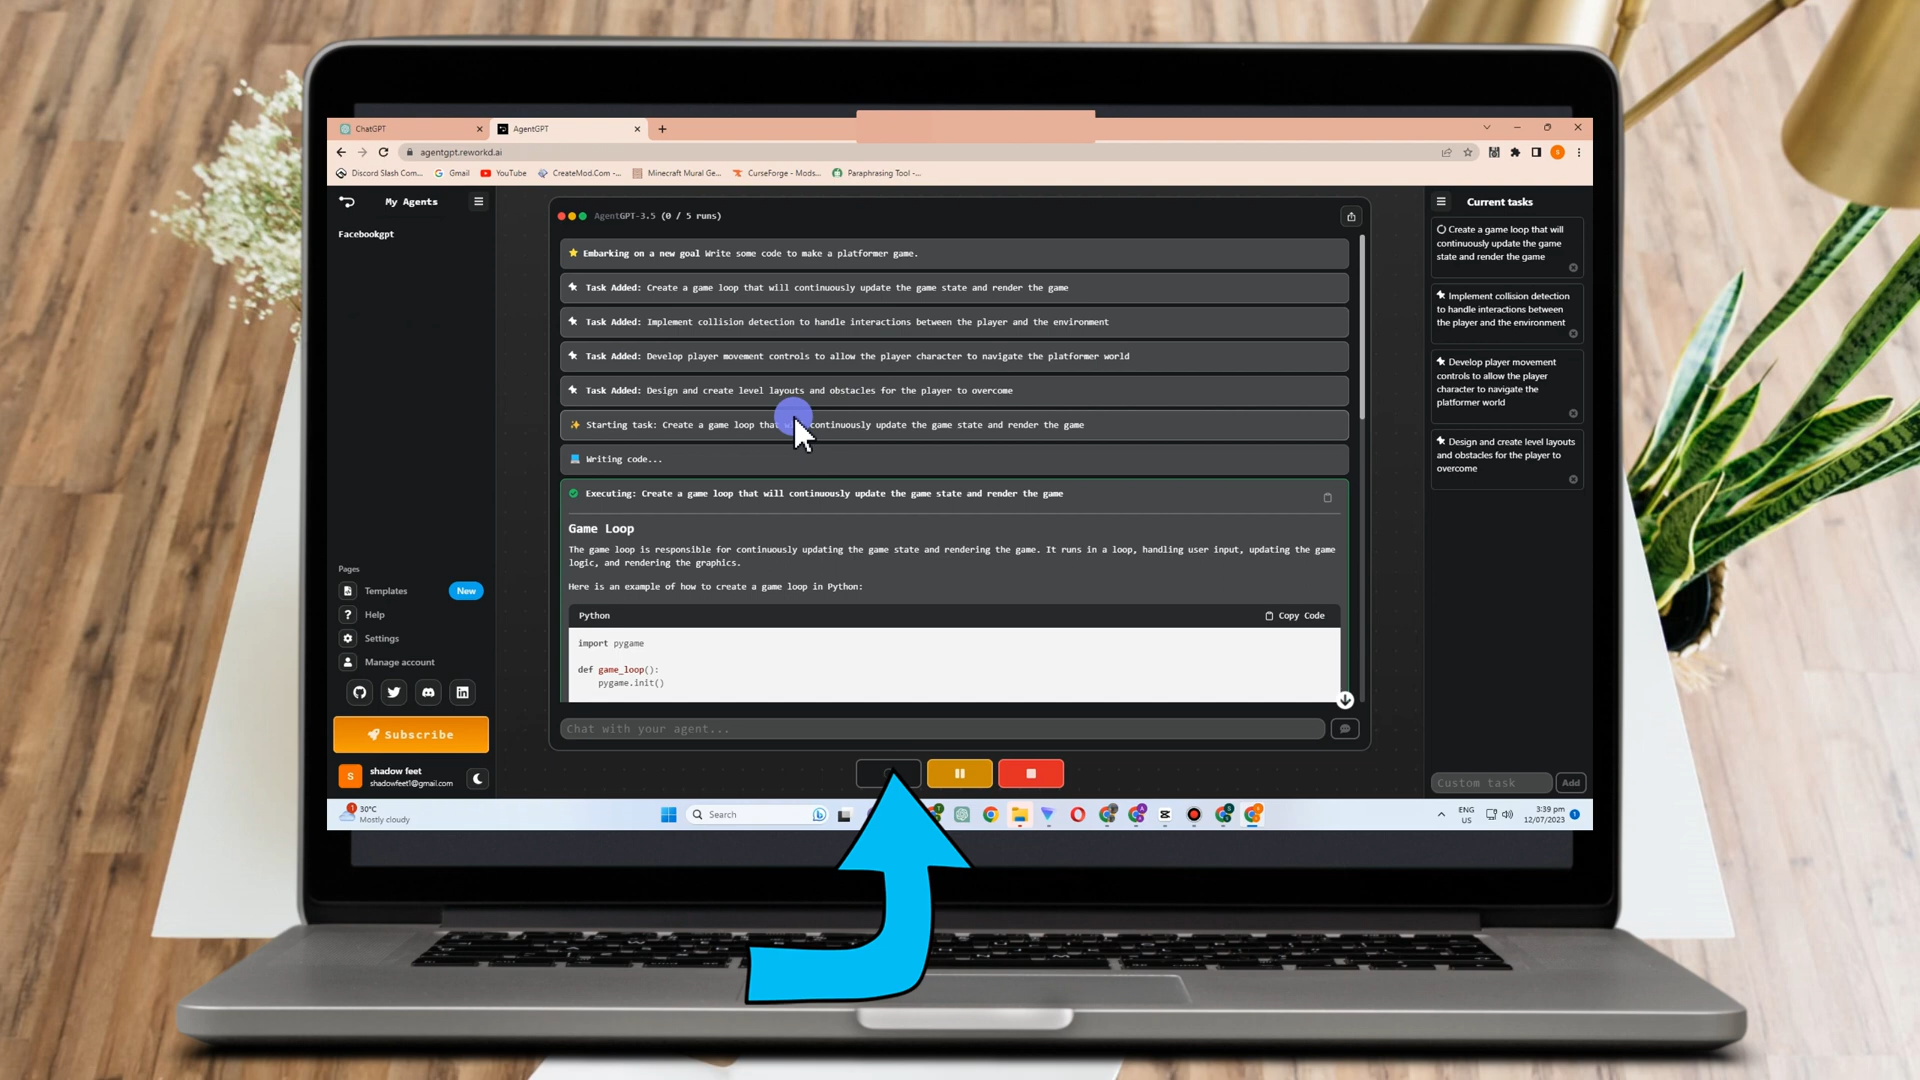 ChatGPT
AgentGPT
agentgpt.reworkd.ai
Discord Slash Com...
Gmail
YouTube
CreateMod.Com -...
Minecraft Mural Ge...
CurseForge - Mods...
Paraphrasing Tool -...
My Agents
Facebookgpt
Pages
Templates
New
Help
Settings
Manage account
Subscribe
S
shadow feet
shadowfeet1@gmail.com
AgentGPT-3.5 (0 / 5 runs)
Embarking on a new goal Write some code to make a platformer game.
Task Added: Create a game loop that will continuously update the game state and render the game
Task Added: Implement collision detection to handle interactions between the player and the environment
Task Added: Develop player movement controls to allow the player character to navigate the platformer world
Task Added: Design and create level layouts and obstacles for the player to overcome
Starting task: Create a game loop that continuously update the game state and render the game
Writing code...
Executing: Create a game loop that will continuously update the game state and render the game
Game Loop
The game loop is responsible for continuously updating the game state and rendering the game. It runs in a loop, handling user input, updating the game
logic, and rendering the graphics.
Here is an example of how to create a game loop in Python:
Python
Copy Code
import pygame
def game_loop():
pygame.init()
Chat with your agent...
Current tasks
Create a game loop that will
continuously update the game
state and render the game
Implement collision detection
to handle interactions between
the player and the environment
Develop player movement
controls to allow the player
character to navigate the
platformer world
Design and create level layouts
and obstacles for the player to
overcome
Custom task
Add
1
30°C
Mostly cloudy
Search
ENG
US
3:39 pm
12/07/2023
1